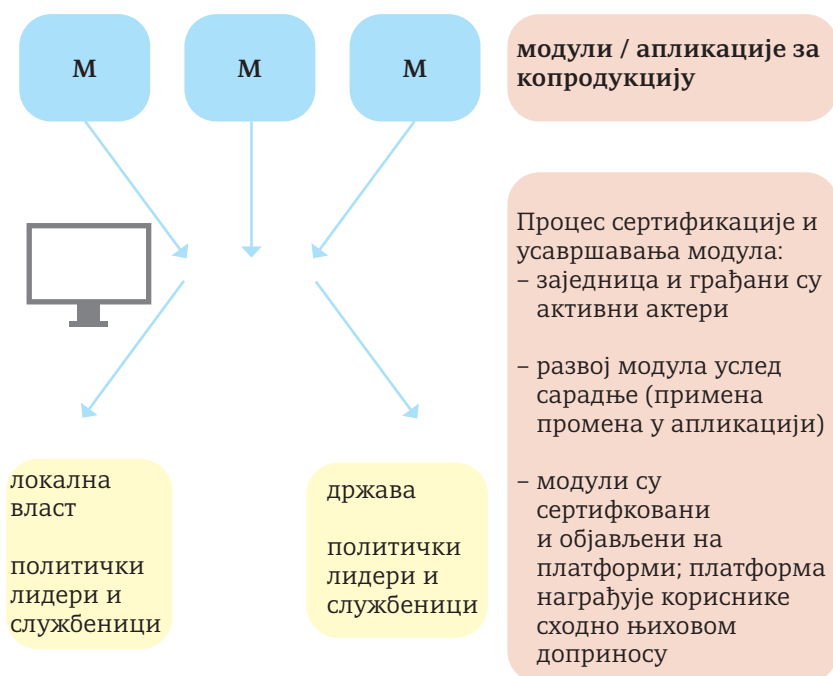 М
М
М
модули / апликације за
копродукцију
Процес сертификације и
усавршавања модула:
– заједница и грађани су
активни актери
– развој модула услед
сарадње (примена
промена у апликацији)
– модули су
сертифковани
и објављени на
платформи; платформа
награђује кориснике
сходно њиховом
доприносу
локална
власт
политички
лидери и
службеници
држава
политички
лидери и
службеници